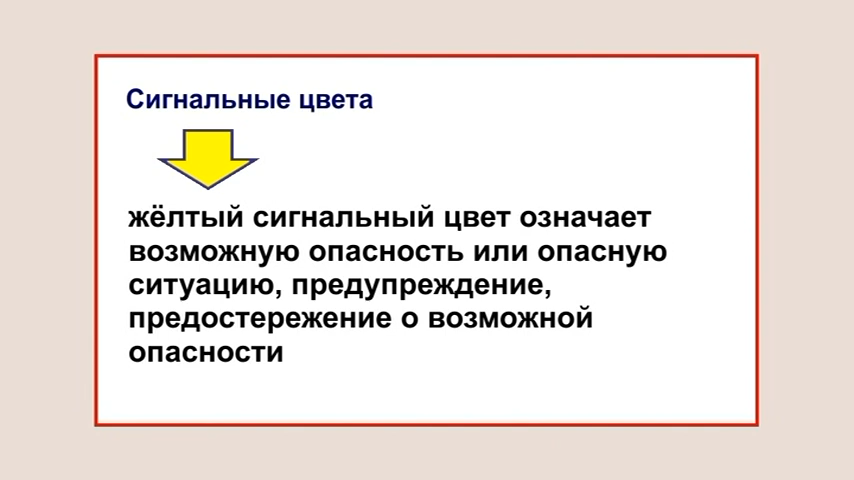 Сигнальные цвета
жёлтый сигнальный цвет означает
возможную опасность или опасную
ситуацию, предупреждение,
предостережение о возможной
опасности